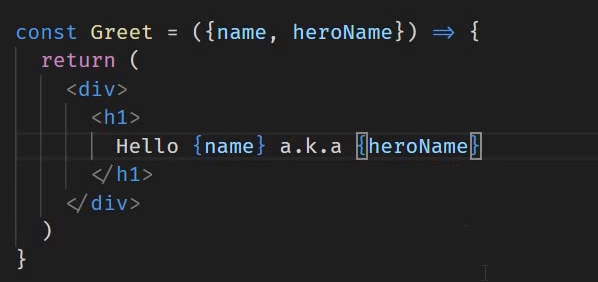 const Greet = ({name, heroName}) => {
  return (
    <div>
      <h1>
        Hello {name} a.k.a {heroName}
      </h1>
    </div>
  )
}